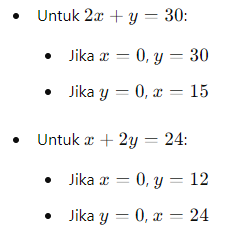 • Untuk 2x + y = 30:
• Jika x = 0, y = 30
• Jika y = 0, x = 15
• Untuk x + 2y = 24:
• Jika x = 0, y = 12
• Jika y = 0, x = 24